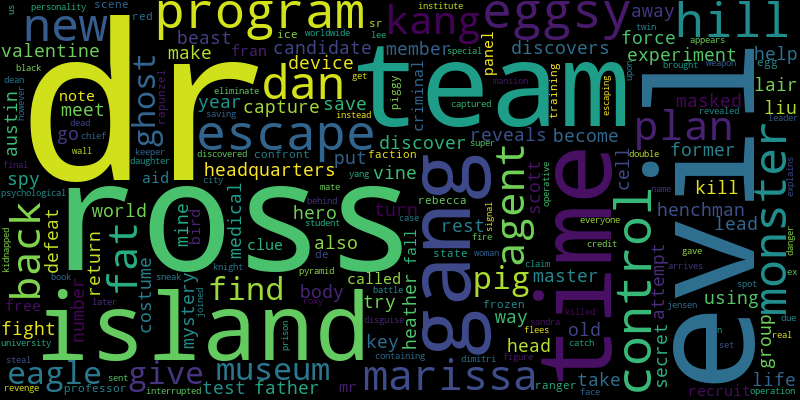 us personality scene red ice institute worldwide program kang eggsy hill
black new sr lee twin appears
valentine beast fran candidate member discovers away force
dr team device panel special egg help
dean make criminal experiment
however ghost rapunzel dan piggy training escaping weapon
austin note meet year capture save captured upon brought lair
eliminate get saving instead mansion masked revealed liu
go dead chief escape discover reveals become plan leader
final wall keeper discovered confront faction super
spy daughter city headquarters vine yang former explains
kidnapped psychological aid put mate rebecca operative double cell kill
back ross world medical behind gang agent scott evil monster
fat mine bird hero turn case henchman name
costume clue student rest signal everyone lead
defeat return also de fire credit control
book find knight pyramid called battle state woman pig claim master attempt gave danger
island body fall way frozen arrives ex
free number mystery sneak try heather using spot
fight later joined roxy disguise key old time secret group
university museum prison containing flees sandra killed jensen due
steal eagle give interrupted mr marissa head ranger take n set real
revenge professor sent test father dimitri figure catch face recruit life operation